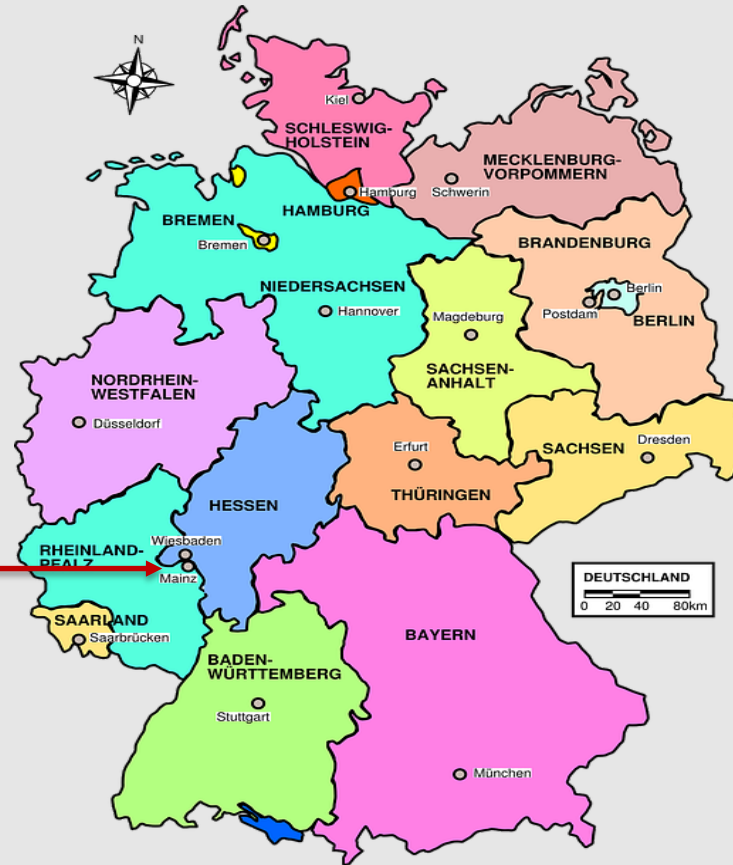 N
Kiel
SCHLESWIG-
HOLSTEIN
MECKLENBURG-
VORPOMMERN
Hamburg
Schwerin
HAMBURG
BREMEN
Bremen
BRANDENBURG
NIEDERSACHSEN
Berlin
Hannover
Postdam
Magdeburg
BERLIN
SACHSEN-
ANHALT
NORDRHEIN-
WESTFALEN
Düsseldorf
Erfurt
SACHSEN
Dresden
THÜRINGEN
HESSEN
Wiesbaden
RHEINLAND-
PFALZ
Mainz
DEUTSCHLAND
0 20 40 80km
SAARLAND
Saarbrücken
BAYERN
BADEN-
WÜRTTEMBERG
Stuttgart
München